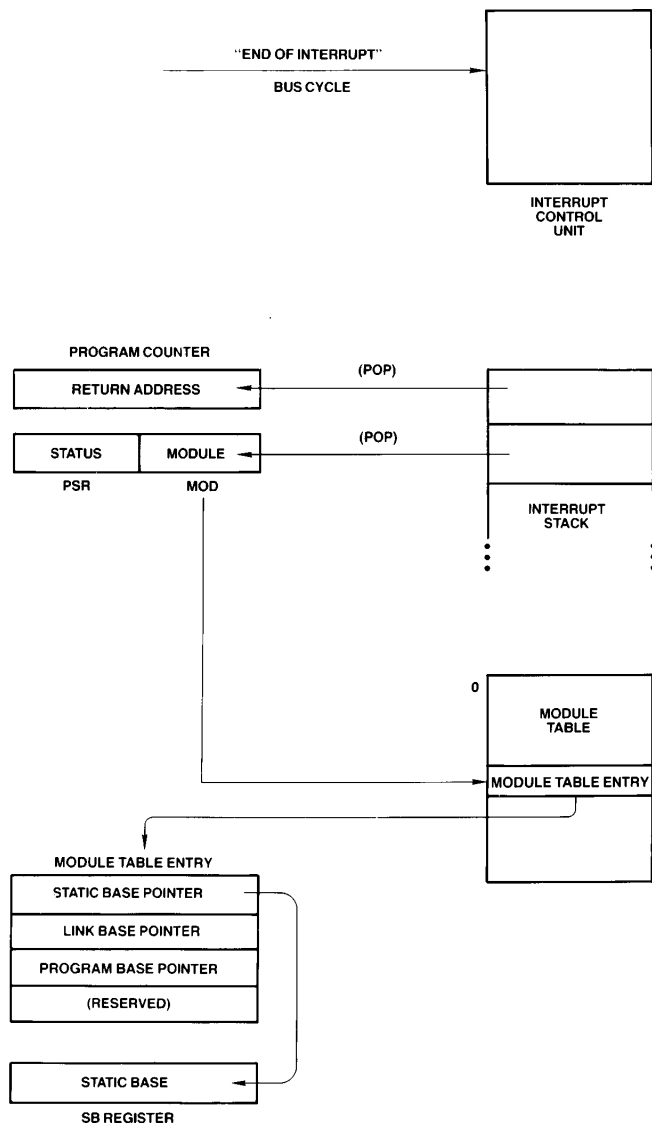 "END OF INTERRUPT"
BUS CYCLE
INTERRUPT
CONTROL
UNIT
PROGRAM COUNTER
RETURN ADDRESS
(POP)
STATUS
MODULE
(POP)
PSR
MOD
INTERRUPT
STACK
0
MODULE
TABLE
MODULE TABLE ENTRY
MODULE TABLE ENTRY
STATIC BASE POINTER
LINK BASE POINTER
PROGRAM BASE POINTER
(RESERVED)
STATIC BASE
SB REGISTER